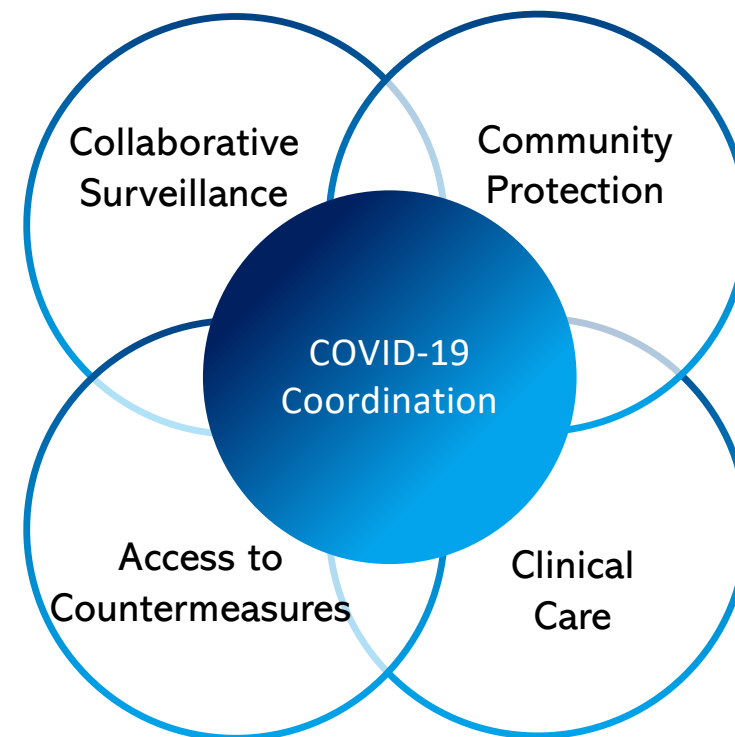 Collaborative
Surveillance
Community
Protection
COVID-19
Coordination
Access to
Countermeasures
Clinical
Care